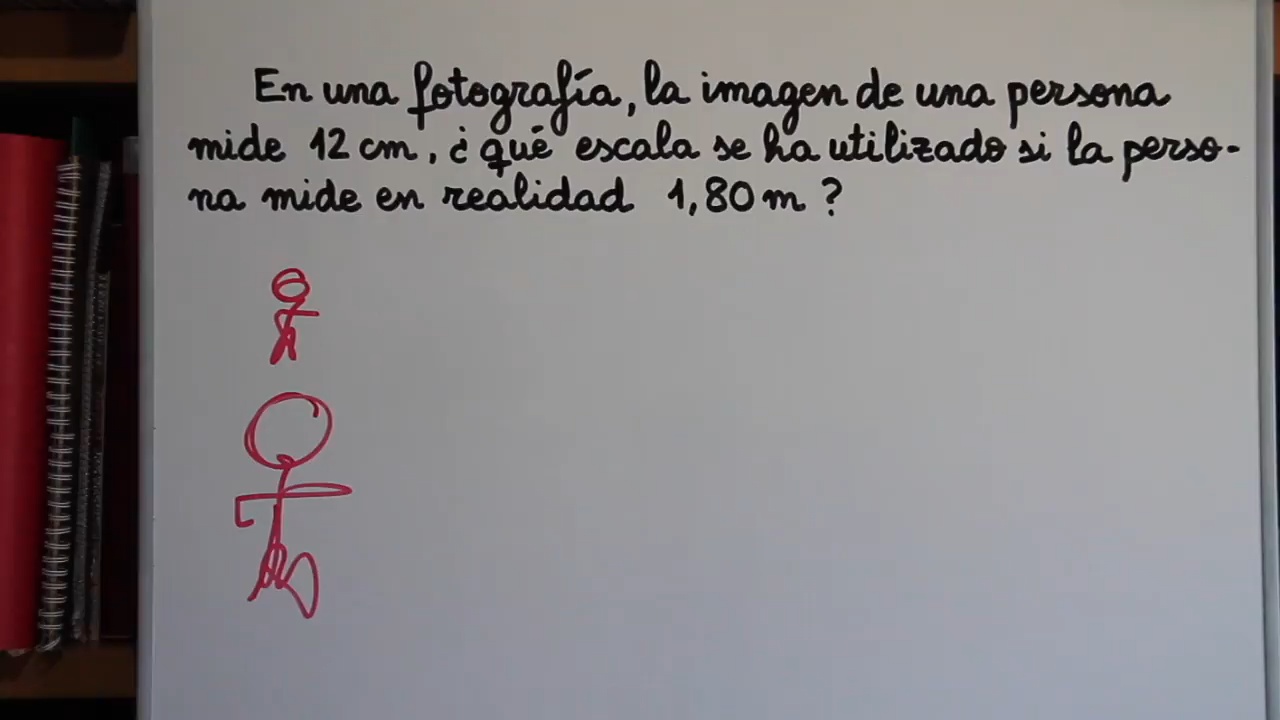 En una fotografía, la imagen de una persona
mide 12 cm, ¿qué escala se ha utilizado si la perso-
na mide en realidad 1,80 m ?